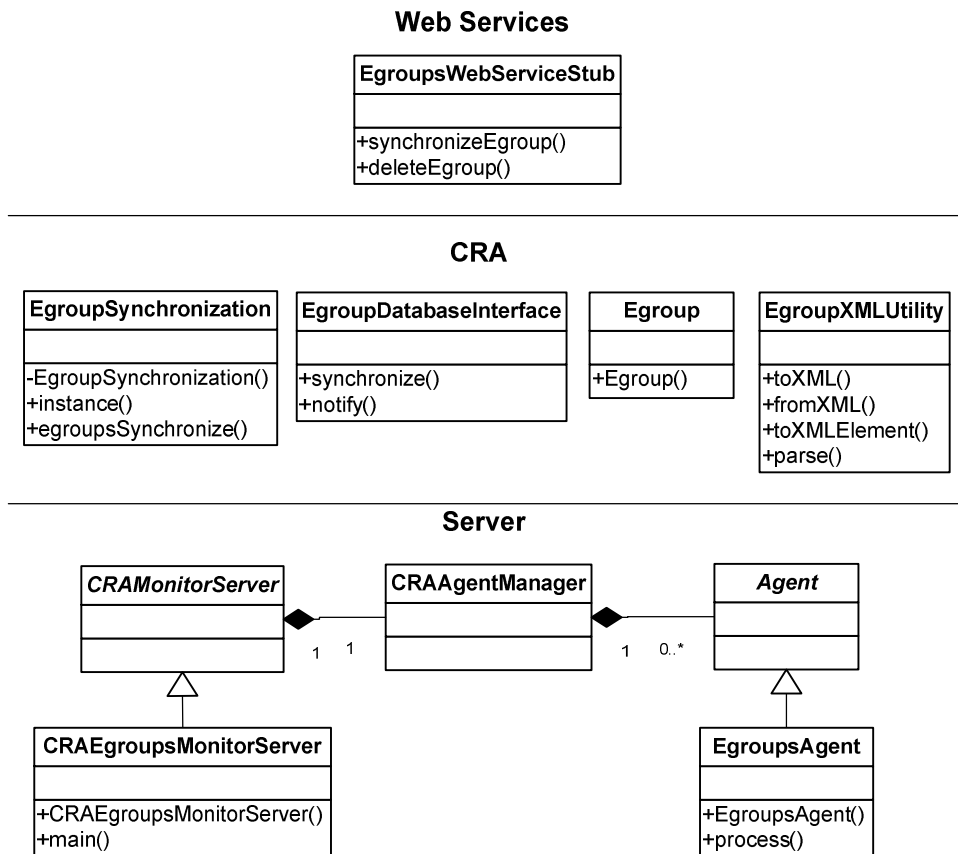 Web Services
EgroupsWebServiceStub
+synchronizeEgroup()
+deleteEgroup()
CRA
EgroupSynchronization
-EgroupSynchronization()
+instance()
+egroupsSynchronize()
EgroupDatabaseInterface
+synchronize()
+notify()
Egroup
+Egroup()
EgroupXMLUtility
+toXML()
+fromXML()
+toXMLElement()
+parse()
Server
CRAMonitorServer
1 1
CRAAgentManager
1 0..*
Agent
CRAEgroupsMonitorServer
+CRAEgroupsMonitorServer()
+main()
EgroupsAgent
+EgroupsAgent()
+process()